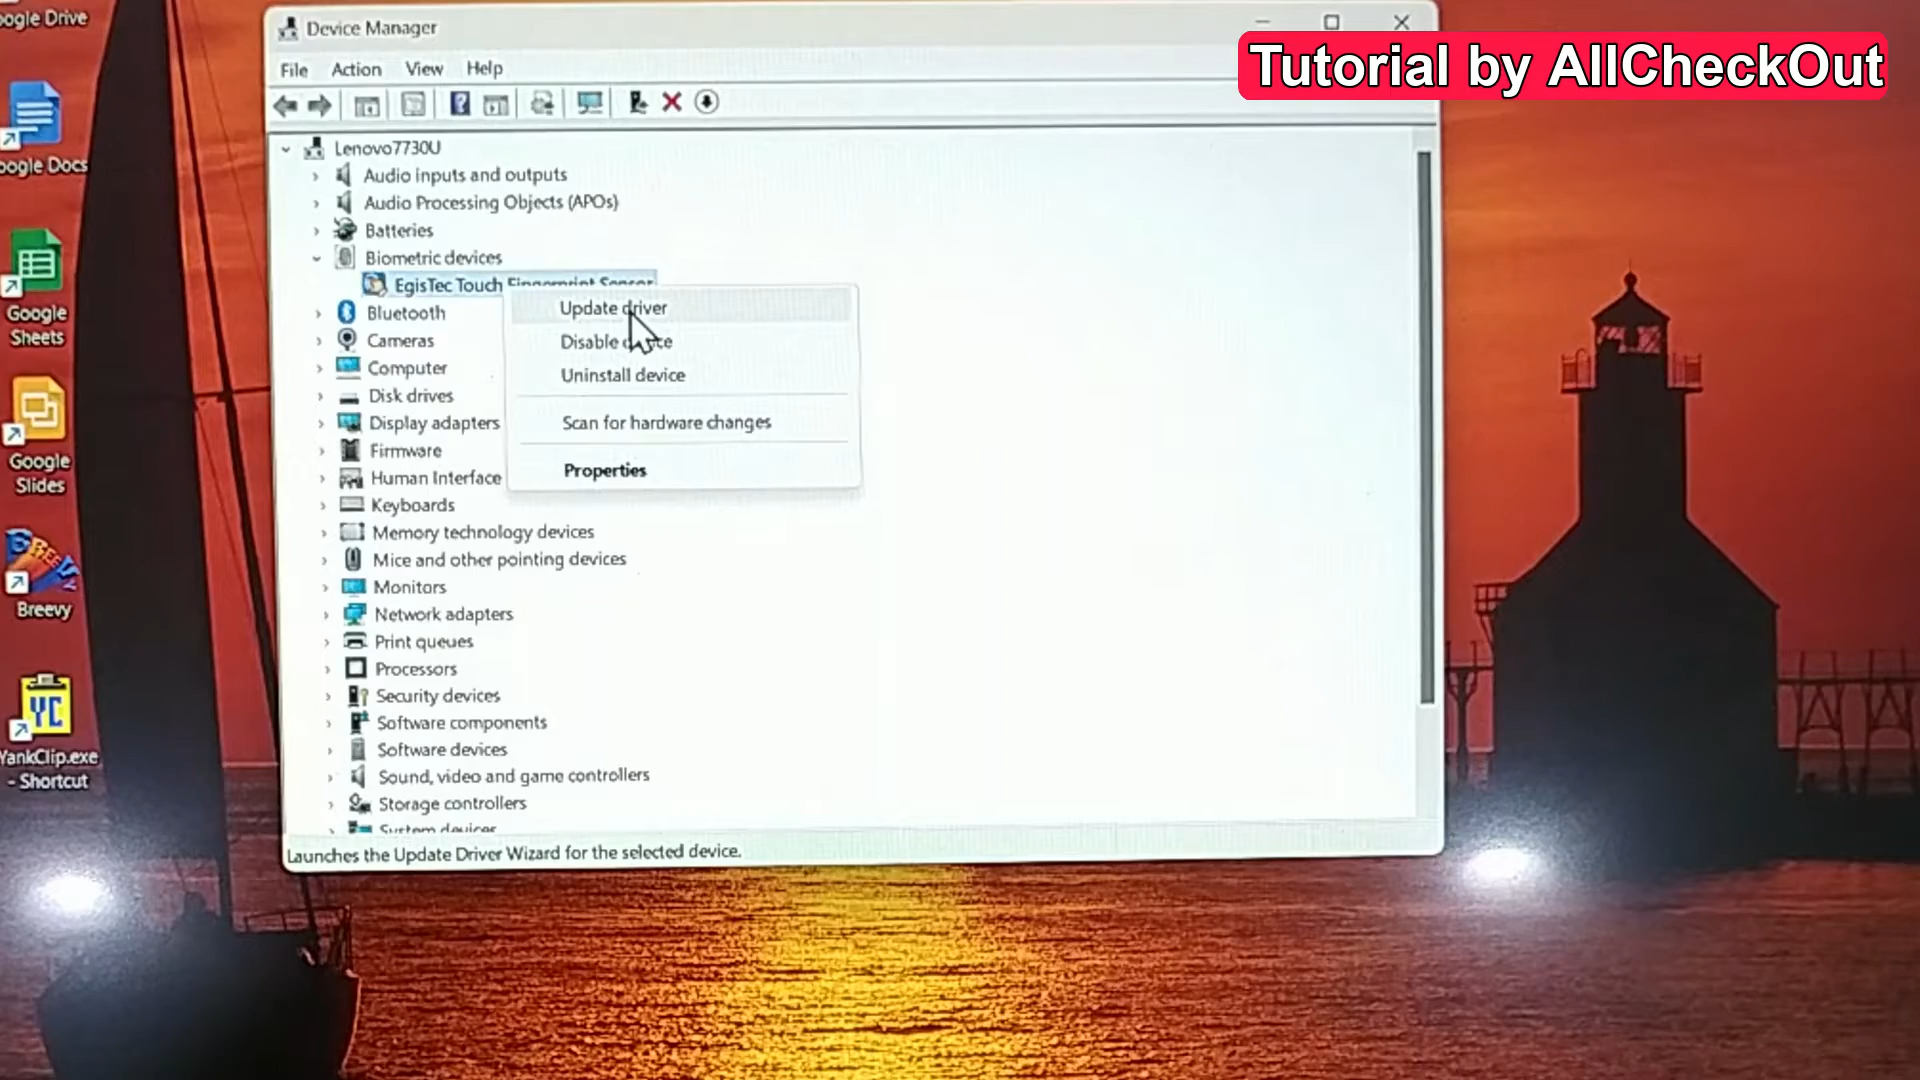 oogle Drive
oogle Docs
Google
Sheets
Google
Slides
Breevy
YC
YankClip.exe
- Shortcut
Device Manager
Tutorial by AllCheckOut
File Action View Help
Lenovo7730U
Audio inputs and outputs
Audio Processing Objects (APOs)
Batteries
Biometric devices
EgisTec Touch Fingerprint Sensor
Bluetooth
Cameras
Computer
Disk drives
Display adapters
Firmware
Human Interface
Keyboards
Memory technology devices
Mice and other pointing devices
Monitors
Network adapters
Print queues
Processors
Security devices
Software components
Software devices
Sound, video and game controllers
Storage controllers
System devices
Update driver
Disable device
Uninstall device
Scan for hardware changes
Properties
Launches the Update Driver Wizard for the selected device.